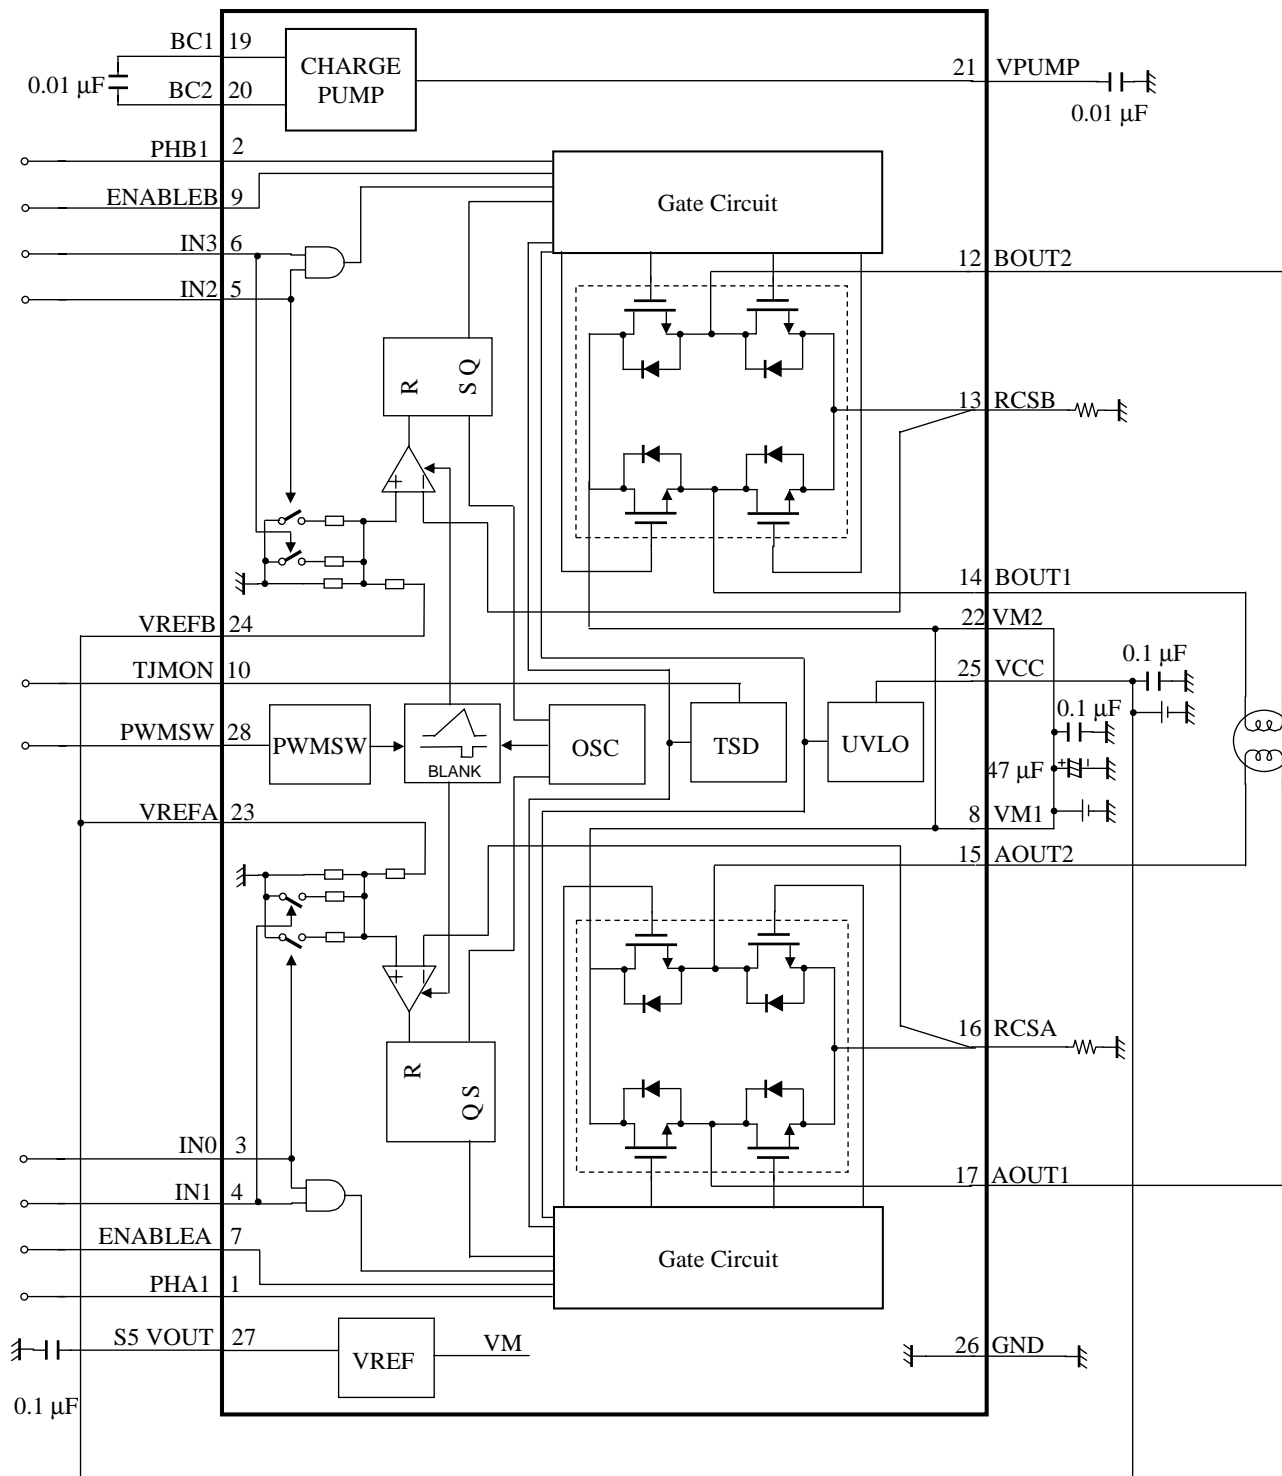 BC1 19
0.01 µF
BC2 20
CHARGE
PUMP
21 VPUMP
0.01 µF
PHB1 2
ENABLEB 9
IN3 6
IN2 5
Gate Circuit
12 BOUT2
R
S Q
13 RCSB
+ −
14 BOUT1
VREFB 24
22 VM2
TJMON 10
25 VCC
0.1 µF
PWMSW 28
PWMSW
BLANK
OSC
TSD
UVLO
0.1 µF
47 µF
+ -
VREFA 23
8 VM1
15 AOUT2
+ −
16 RCSA
R
Q S
IN0 3
IN1 4
17 AOUT1
ENABLEA 7
Gate Circuit
PHA1 1
S5 VOUT 27
VREF
VM
26 GND
0.1 µF